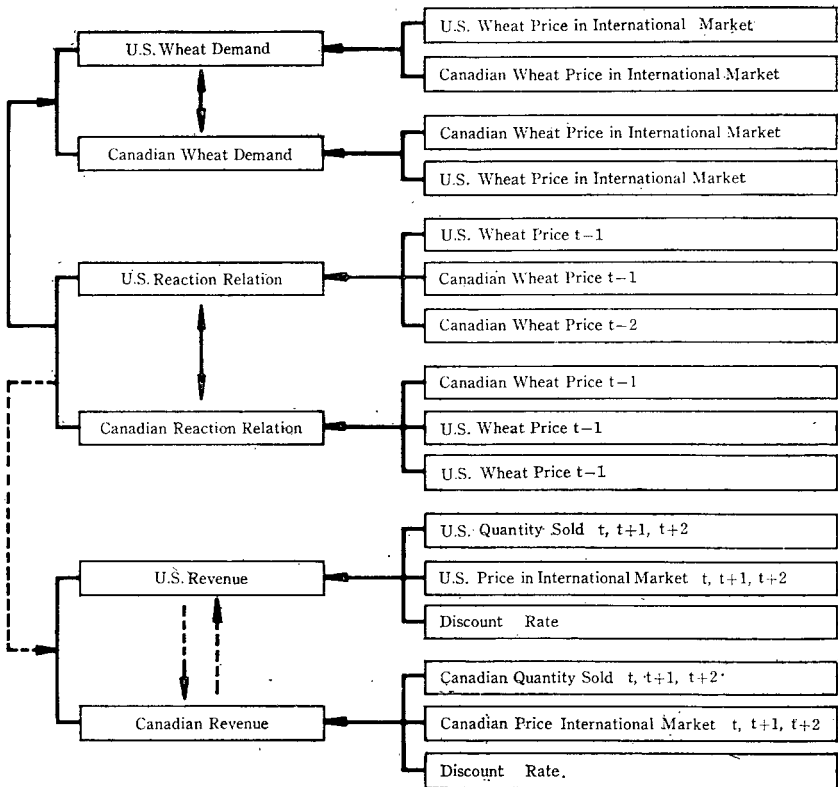 U.S. Wheat Demand
U.S. Wheat Price in International Market
Canadian Wheat Price in International Market
Canadian Wheat Demand
Canadian Wheat Price in International Market
U.S. Wheat Price in International Market
U.S. Reaction Relation
U.S. Wheat Price t-1
Canadian Wheat Price t-1
Canadian Wheat Price t-2
Canadian Reaction Relation
Canadian Wheat Price t-1
U.S. Wheat Price t-1
U.S. Wheat Price t-1
U.S. Revenue
U.S. Quantity Sold t, t+1, t+2
U.S. Price in International Market t, t+1, t+2
Discount Rate
Canadian Revenue
Canadian Quantity Sold t, t+1, t+2
Canadian Price International Market t, t+1, t+2
Discount Rate.